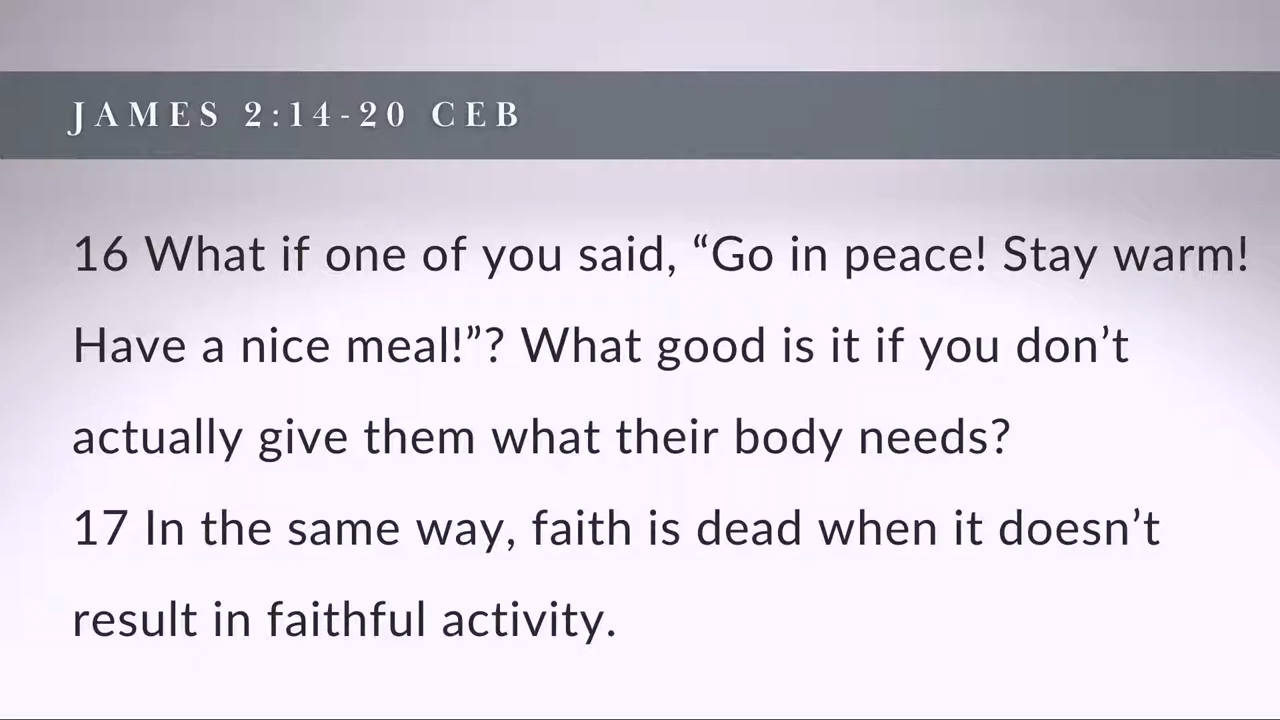 JAMES 2:14-20 CEB
16 What if one of you said, “Go in peace! Stay warm!
Have a nice meal!”? What good is it if you don’t
actually give them what their body needs?
17 In the same way, faith is dead when it doesn’t
result in faithful activity.